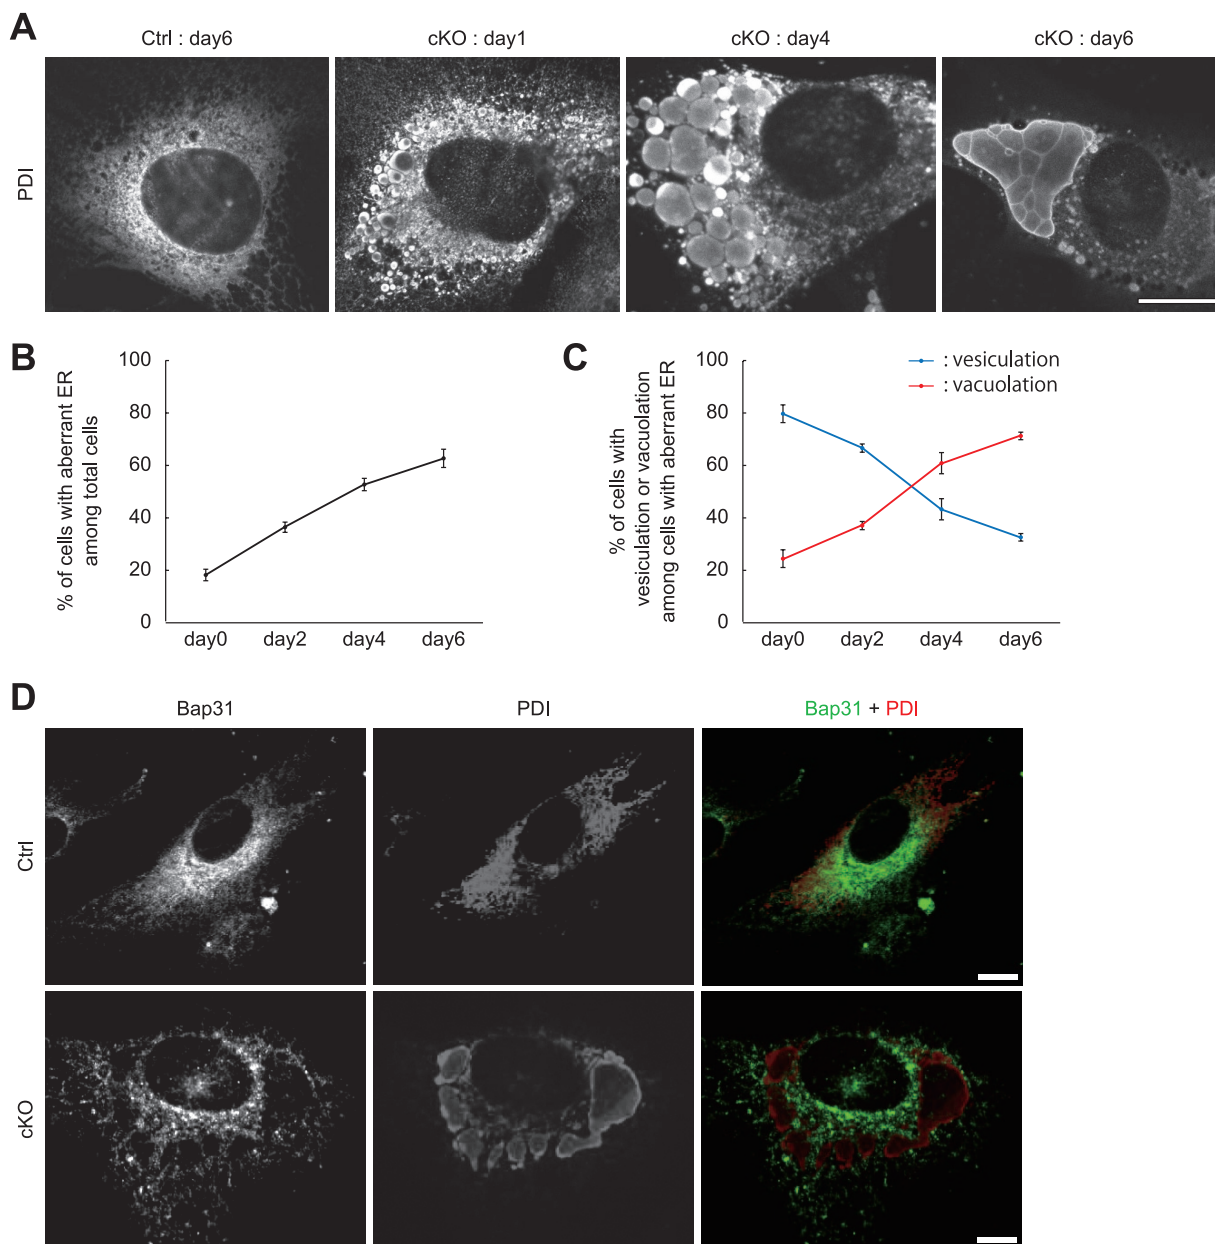 A
Ctrl : day6
cKO : day1
cKO : day4
cKO : day6
PDI
B
% of cells with aberrant ER
among total cells
100
80
60
40
20
0
day0
day2
day4
day6
C
% of cells with
vesiculation or vacuolation
among cells with aberrant ER
100
80
60
40
20
0
day0
day2
day4
day6
: vesiculation
: vacuolation
D
Bap31
PDI
Bap31 + PDI
Ctrl
cKO